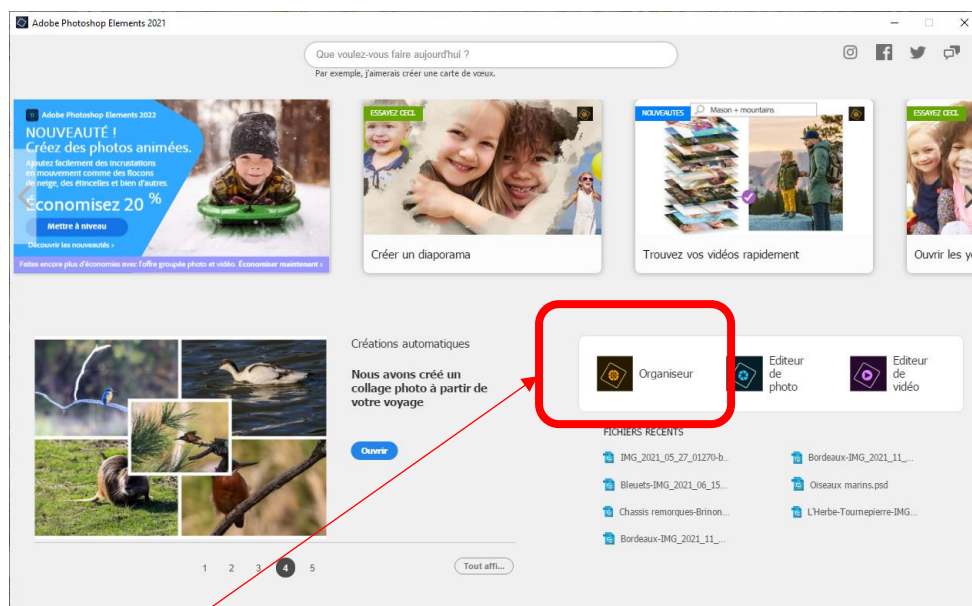 Adobe Photoshop Elements 2021
Que voulez-vous faire aujourd'hui ?
Par exemple, j'aimerais créer une carte de vœux.
Adobe Photoshop Elements 2022
NOUVEAUTÉ !
Créez des photos animées.
Ajoutez facilement des incrustations
en mouvement comme des flocons
de neige, des étincelles et bien d'autres.
Économisez 20 %
Mettre à niveau
Découvrir les nouveautés ›
Faites encore plus d'économies avec l'offre groupée photo et vidéo. Économiser maintenant ›
ESSAYEZ CECI.
Créer un diaporama
NOUVEAUTES
Mason + mountains
Trouvez vos vidéos rapidement
ESSAYEZ CECI.
Ouvrir les y
Créations automatiques
Nous avons créé un
collage photo à partir de
votre voyage
Ouvrir
1 2 3 4 5
Tout affi...
Organiseur
Editeur
de
photo
Editeur
de
vidéo
FICHIERS RECENTS
IMG_2021_05_27_01270-b...
Bordeaux-IMG_2021_11_...
Bleuets-IMG_2021_06_15...
Oiseaux marins.psd
Chassis remorques-Brinon...
L'Herbe-Tournepierre-IMG...
Bordeaux-IMG_2021_11_...